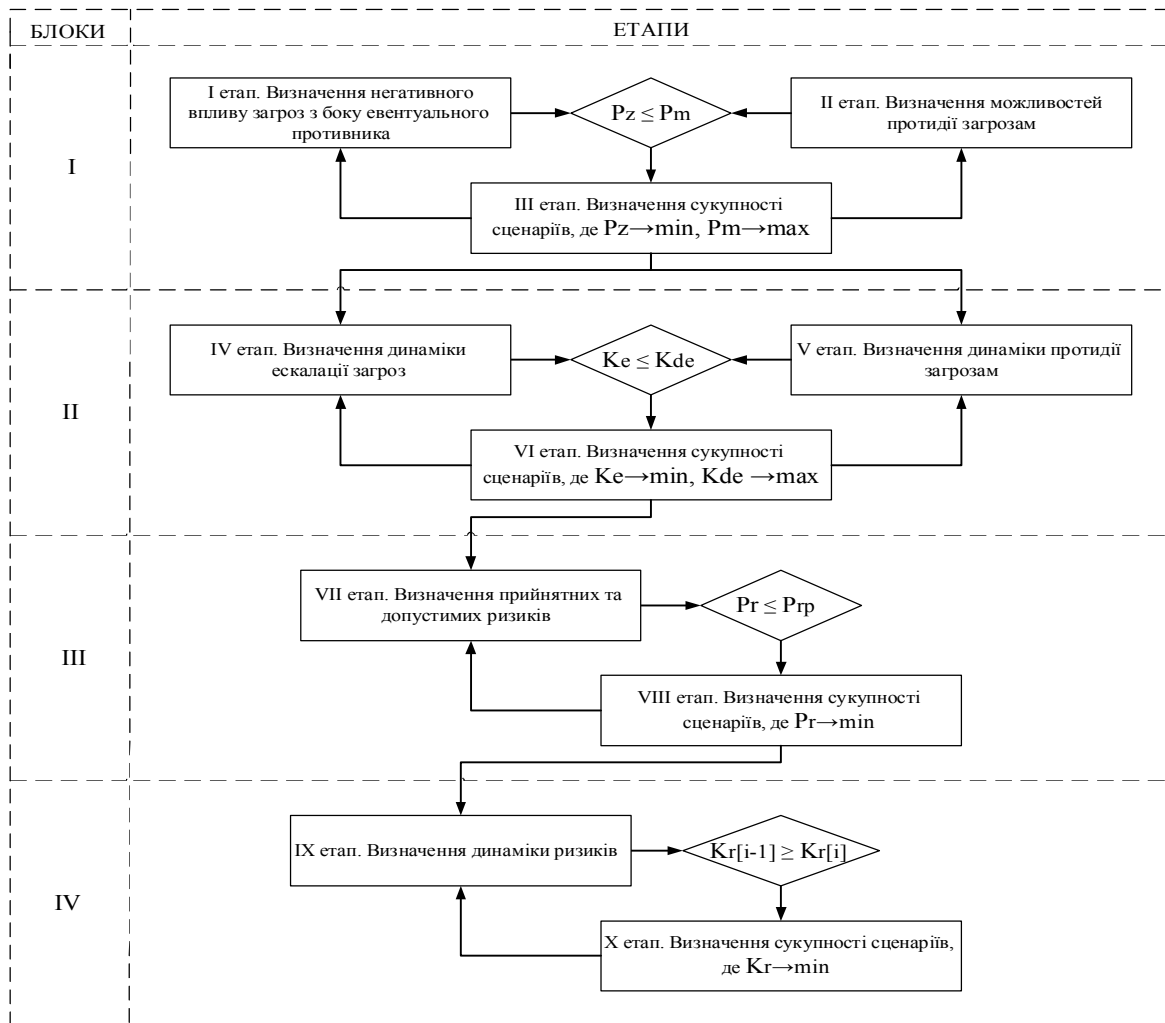 БЛОКИ
ЕТАПИ
I
I етап. Визначення негативного
впливу загроз з боку евентуального
противника
Pz ≤ Pm
II етап. Визначення можливостей
протидії загрозам
III етап. Визначення сукупності
сценаріїв, де Pz→min, Pm→max
II
IV етап. Визначення динаміки
ескалації загроз
Ke ≤ Kde
V етап. Визначення динаміки протидії
загрозам
VI етап. Визначення сукупності
сценаріїв, де Ke→min, Kde →max
III
VII етап. Визначення прийнятних та
допустимих ризиків
Pr ≤ Prp
VIII етап. Визначення сукупності
сценаріїв, де Pr→min
IV
IX етап. Визначення динаміки ризиків
Kr[i-1] ≥ Kr[i]
X етап. Визначення сукупності сценаріїв,
де Kr→min